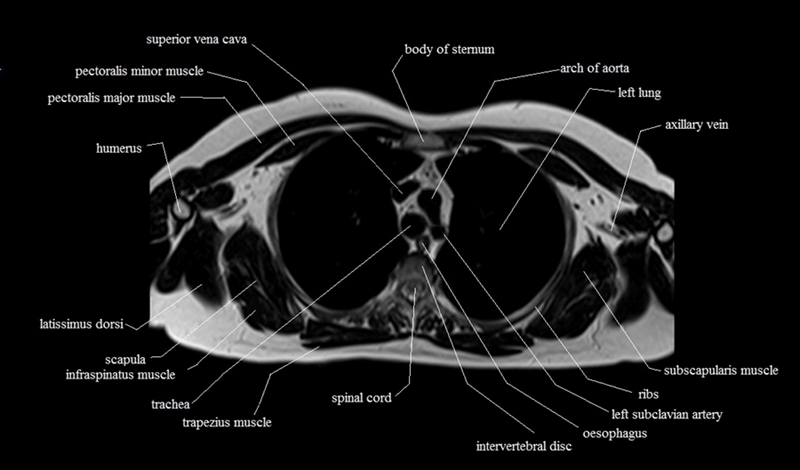 superior vena cava
body of sternum
arch of aorta
pectoralis minor muscle
left lung
pectoralis major muscle
axillary vein
humerus
latissimus dorsi
scapula
infraspinatus muscle
subscapularis muscle
ribs
spinal cord
trachea
left subclavian artery
trapezius muscle
oesophagus
intervertebral disc